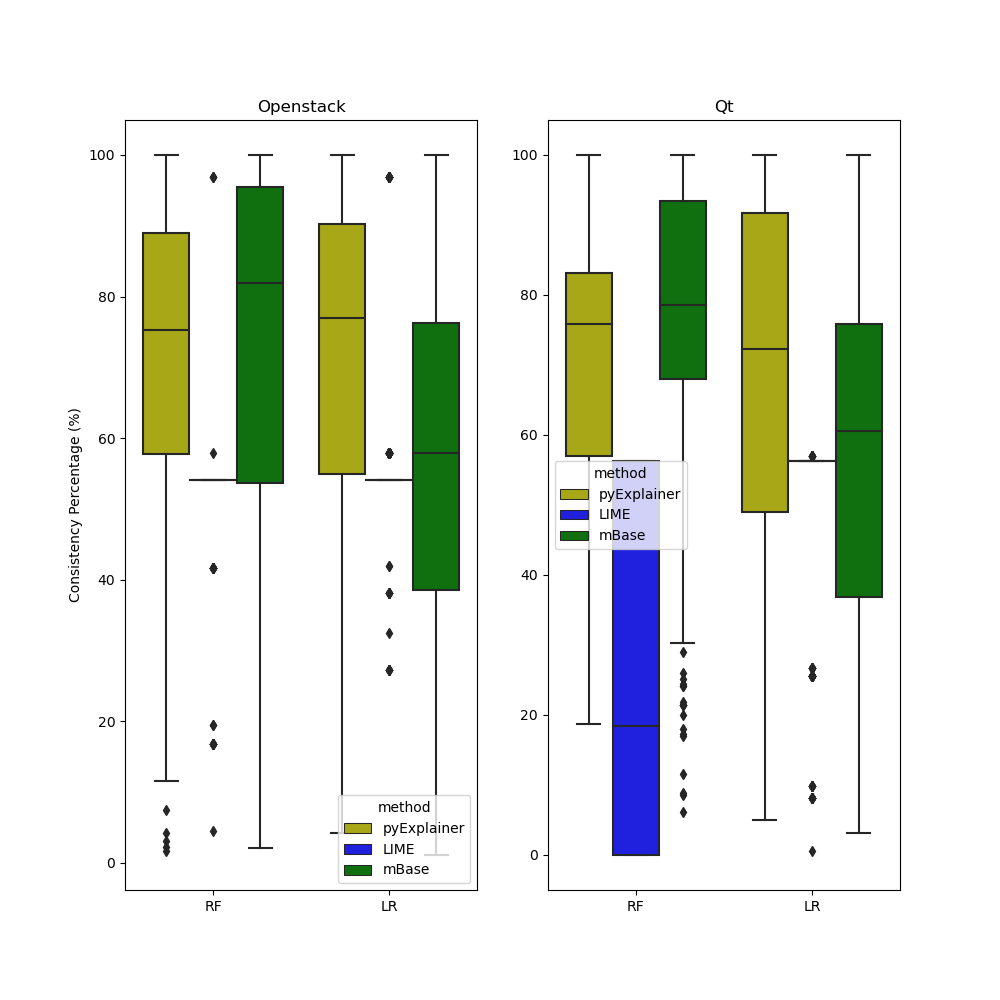 Openstack
Consistency Percentage (%)
100
80
60
40
20
0
RF
LR
method
pyExplainer
LIME
mBase
Qt
100
80
60
40
20
0
RF
LR
method
pyExplainer
LIME
mBase